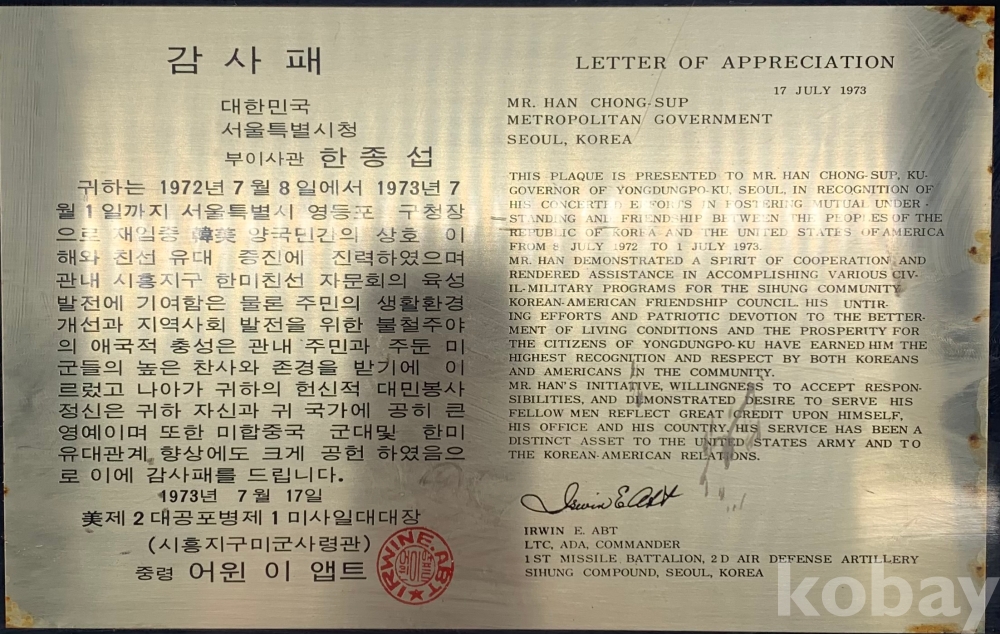 감사패
대한민국
서울특별시청
부이사관 한종섭
귀하는 1972년 7월 8일에서 1973년 7
월 1일까지 서울특별시 영등포 구청장
으로 재임중 韓美 양국민간의 상호 이
해와 친선 유대 증진에 진력하였으며
관내 시흥지구 한미친선 자문회의 육성
발전에 기여함은 물론 주민의 생활환경
개선과 지역사회 발전을 위한 불철주야
의 애국적 충성은 관내 주민과 주둔 미
군들의 높은 찬사와 존경을 받기에 이
르렀고 나아가 귀하의 헌신적 대민봉사
정신은 귀하 자신과 귀 국가에 공히 큰
영예이며 또한 미합중국 군대및 한미
유대관계 향상에도 크게 공헌 하였음으
로 이에 감사패를 드립니다.
1973년 7월 17일
美제2대공포병제1미사일대대장
(시흥지구미군사령관)
중령 어윈 이 앱트
IRWIN E. ABT
어윈이앱트
LETTER OF APPRECIATION
17 JULY 1973
MR. HAN CHONG-SUP
METROPOLITAN GOVERNMENT
SEOUL, KOREA
THIS PLAQUE IS PRESENTED TO MR. HAN CHONG-SUP, KU-
GOVERNOR OF YONGDUNGPO-KU, SEOUL, IN RECOGNITION OF
HIS CONCERTED EFFORTS IN FOSTERING MUTUAL UNDER-
STANDING AND FRIENDSHIP BETWEEN THE PEOPLES OF THE
REPUBLIC OF KOREA AND THE UNITED STATES OF AMERICA
FROM 8 JULY 1972 TO 1 JULY 1973.
MR. HAN DEMONSTRATED A SPIRIT OF COOPERATION AND
RENDERED ASSISTANCE IN ACCOMPLISHING VARIOUS CIV-
IL-MILITARY PROGRAMS FOR THE SIHUNG COMMUNITY
KOREAN-AMERICAN FRIENDSHIP COUNCIL. HIS UNTIR-
ING EFFORTS AND PATRIOTIC DEVOTION TO THE BETTER-
MENT OF LIVING CONDITIONS AND THE PROSPERITY FOR
THE CITIZENS OF YONGDUNGPO-KU HAVE EARNED HIM THE
HIGHEST RECOGNITION AND RESPECT BY BOTH KOREANS
AND AMERICANS IN THE COMMUNITY.
MR. HAN'S INITIATIVE, WILLINGNESS TO ACCEPT RESPON-
SIBILITIES, AND DEMONSTRATED DESIRE TO SERVE HIS
FELLOW MEN REFLECT GREAT CREDIT UPON HIMSELF,
HIS OFFICE AND HIS COUNTRY. HIS SERVICE HAS BEEN A
DISTINCT ASSET TO THE UNITED STATES ARMY AND TO
THE KOREAN-AMERICAN RELATIONS.
Irwin E. Abt
IRWIN E. ABT
LTC, ADA, COMMANDER
1ST MISSILE BATTALION, 2D AIR DEFENSE ARTILLERY
SIHUNG COMPOUND, SEOUL, KOREA
kobay